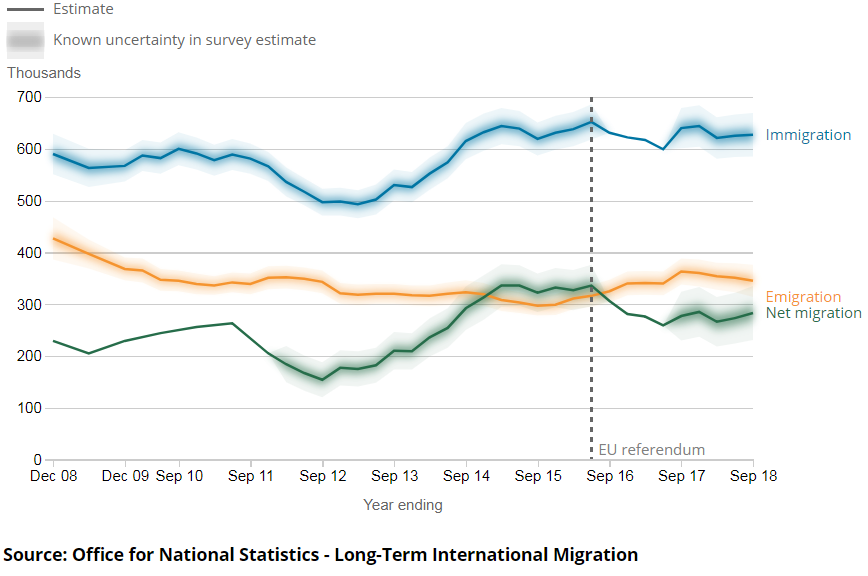 Estimate
Known uncertainty in survey estimate
Thousands
700
600
500
400
300
200
100
0
Immigration
Emigration
Net migration
EU referendum
Dec 08 Dec 09 Sep 10 Sep 11 Sep 12 Sep 13 Sep 14 Sep 15 Sep 16 Sep 17 Sep 18
Year ending
Source: Office for National Statistics - Long-Term International Migration